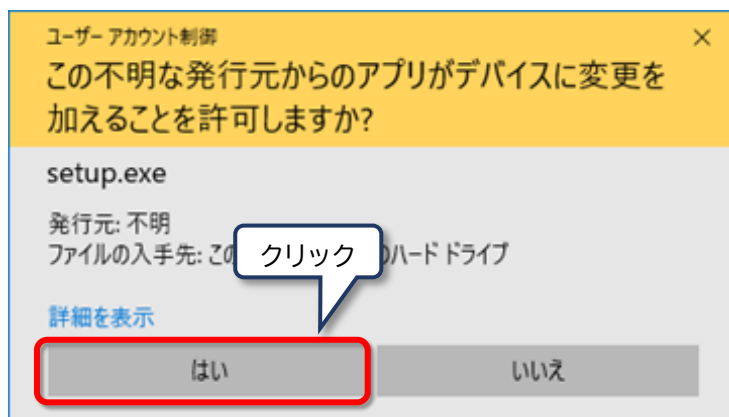 ユーザー アカウント制御
この不明な発行元からのアプリがデバイスに変更を
加えることを許可しますか?
setup.exe
発行元: 不明
ファイルの入手先: この
クリック
ハード ドライブ
詳細を表示
はい
いいえ